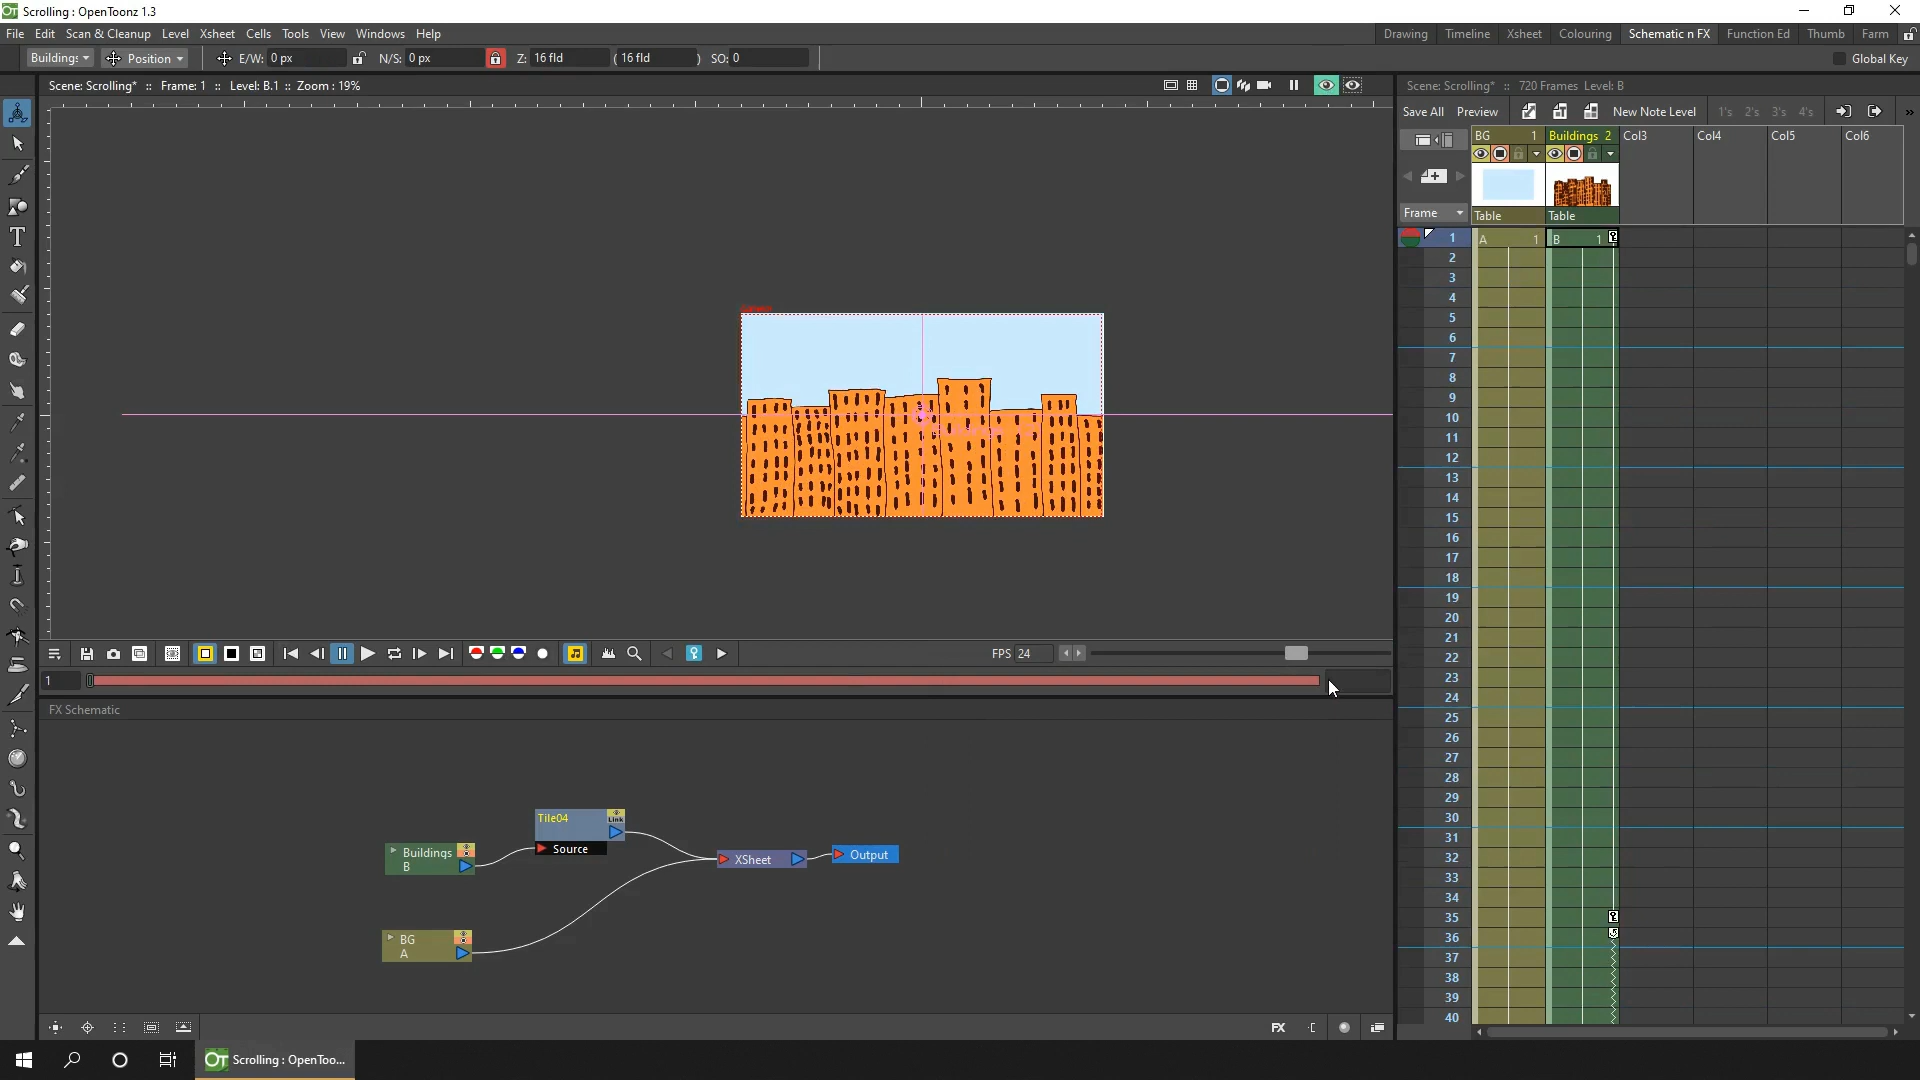 Scrolling : OpenToonz 1.3
File Edit Scan & Cleanup Level Xsheet Cells Tools View Windows Help
Drawing Timeline Xsheet Colouring Schematic n FX Function Ed Thumb Farm
Buildings Position E/W: 0 px N/S: 0 px Z: 16 fld ( 16 fld ) SO: 0
Global Key
Scene: Scrolling* :: Frame: 1 :: Level: B.1 :: Zoom : 19%
Scene: Scrolling* :: 720 Frames Level: B
Save All Preview New Note Level 1's 2's 3's 4's »
BG 1 Buildings 2 Col3 Col4 Col5 Col6
Frame Table Table
1 A 1 B 1
2
3
4
5
6
7
8
9
10
11
12
13
14
15
16
17
18
19
20
21
22
23
24
25
26
27
28
29
30
31
32
33
34
35
36
37
38
39
40
FPS 24
1
FX Schematic
Tile04 Link
Source
Buildings
B
XSheet
Output
BG
A
FX
OT Scrolling : OpenToo...